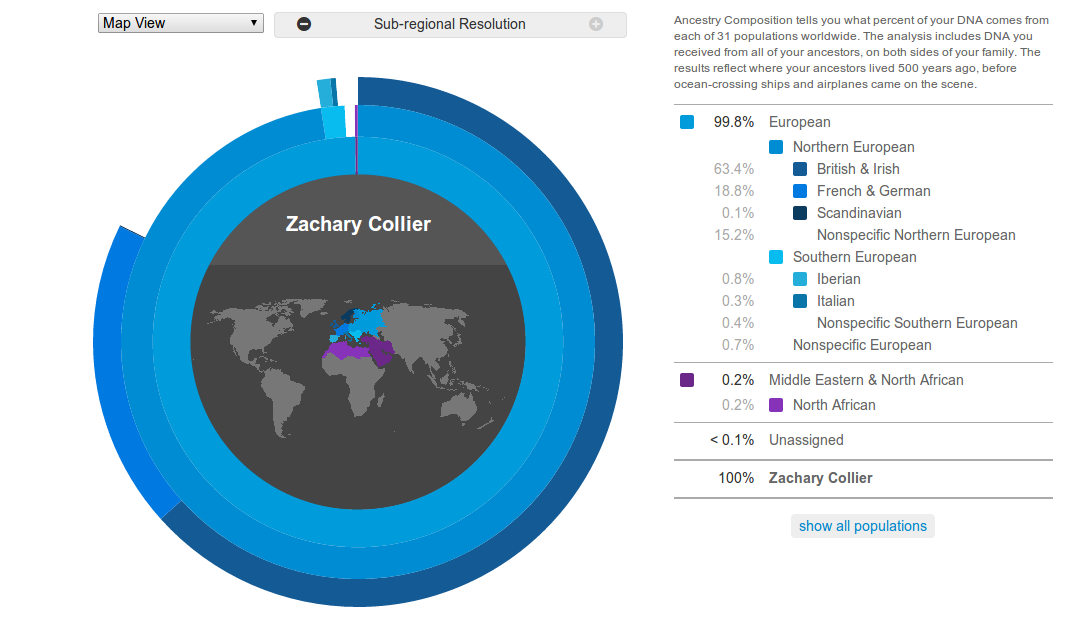 Map View
Sub-regional Resolution
Zachary Collier
Ancestry Composition tells you what percent of your DNA comes from
each of 31 populations worldwide. The analysis includes DNA you
received from all of your ancestors, on both sides of your family. The
results reflect where your ancestors lived 500 years ago, before
ocean-crossing ships and airplanes came on the scene.
99.8% European
Northern European
63.4% British & Irish
18.8% French & German
0.1% Scandinavian
15.2% Nonspecific Northern European
Southern European
0.8% Iberian
0.3% Italian
0.4% Nonspecific Southern European
0.7% Nonspecific European
0.2% Middle Eastern & North African
0.2% North African
< 0.1% Unassigned
100% Zachary Collier
show all populations